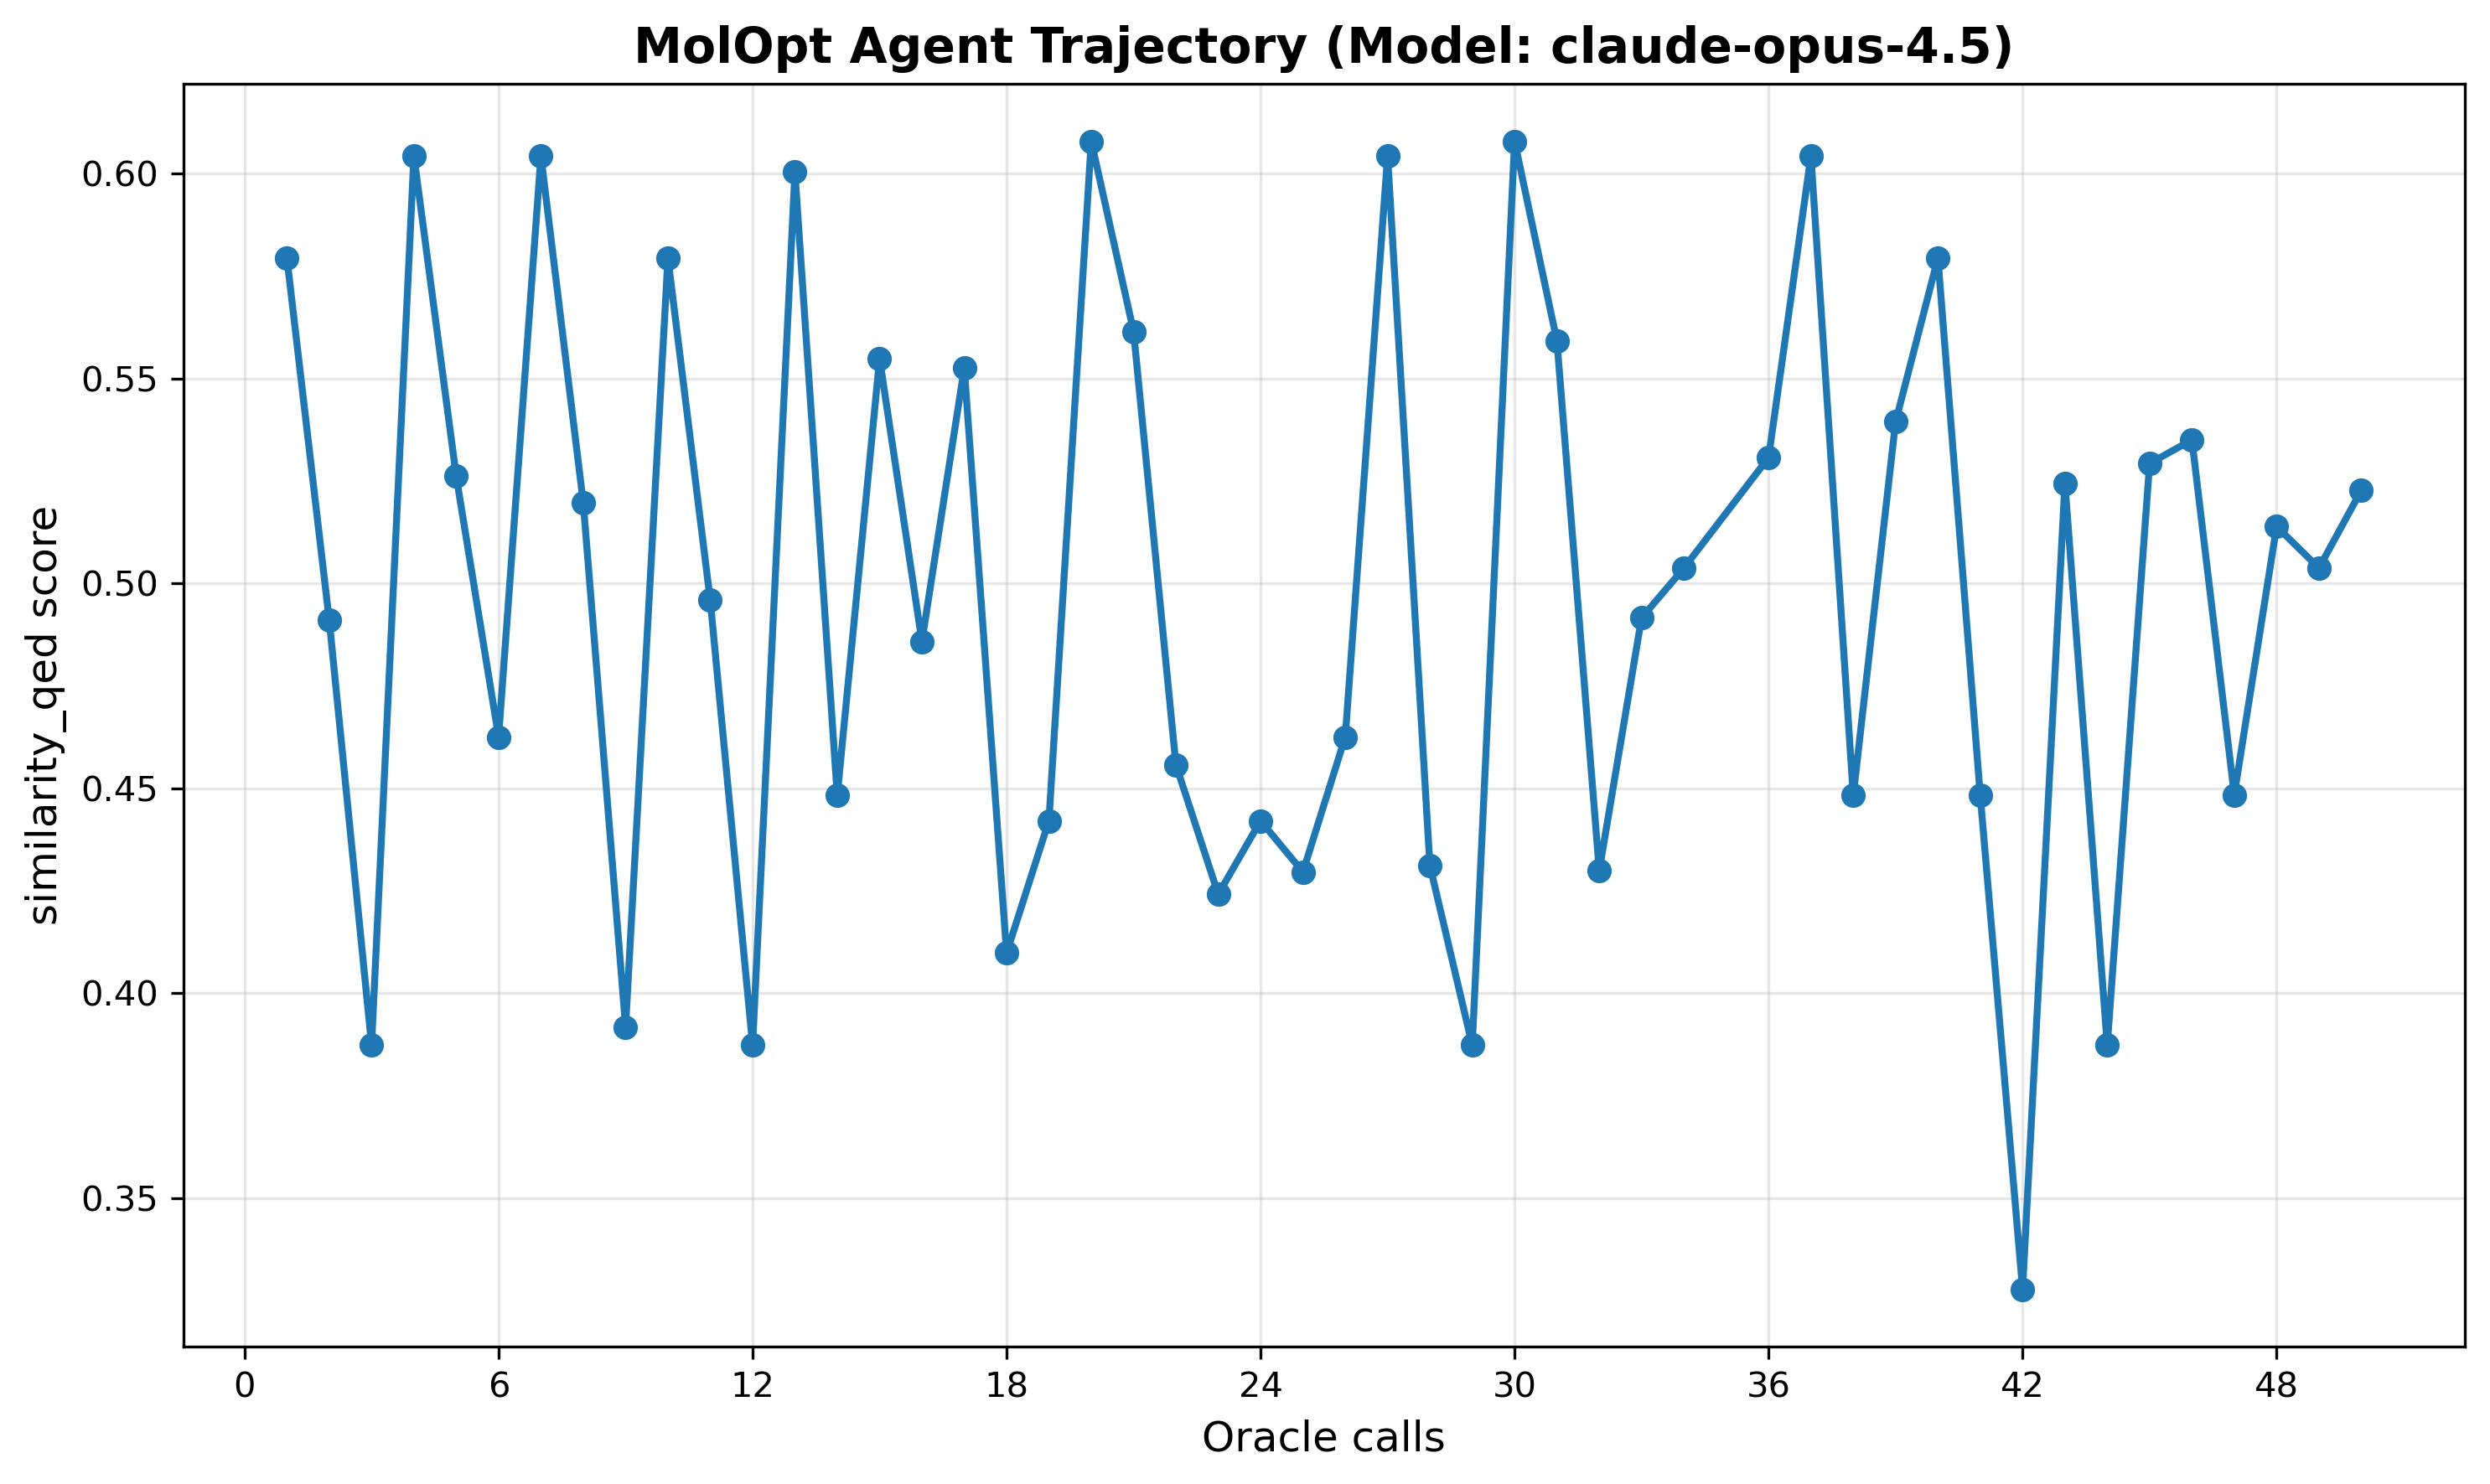 MolOpt Agent Trajectory (Model: claude-opus-4.5)
similarity_qed score
0.60
0.55
0.50
0.45
0.40
0.35
0 6 12 18 24 30 36 42 48
Oracle calls